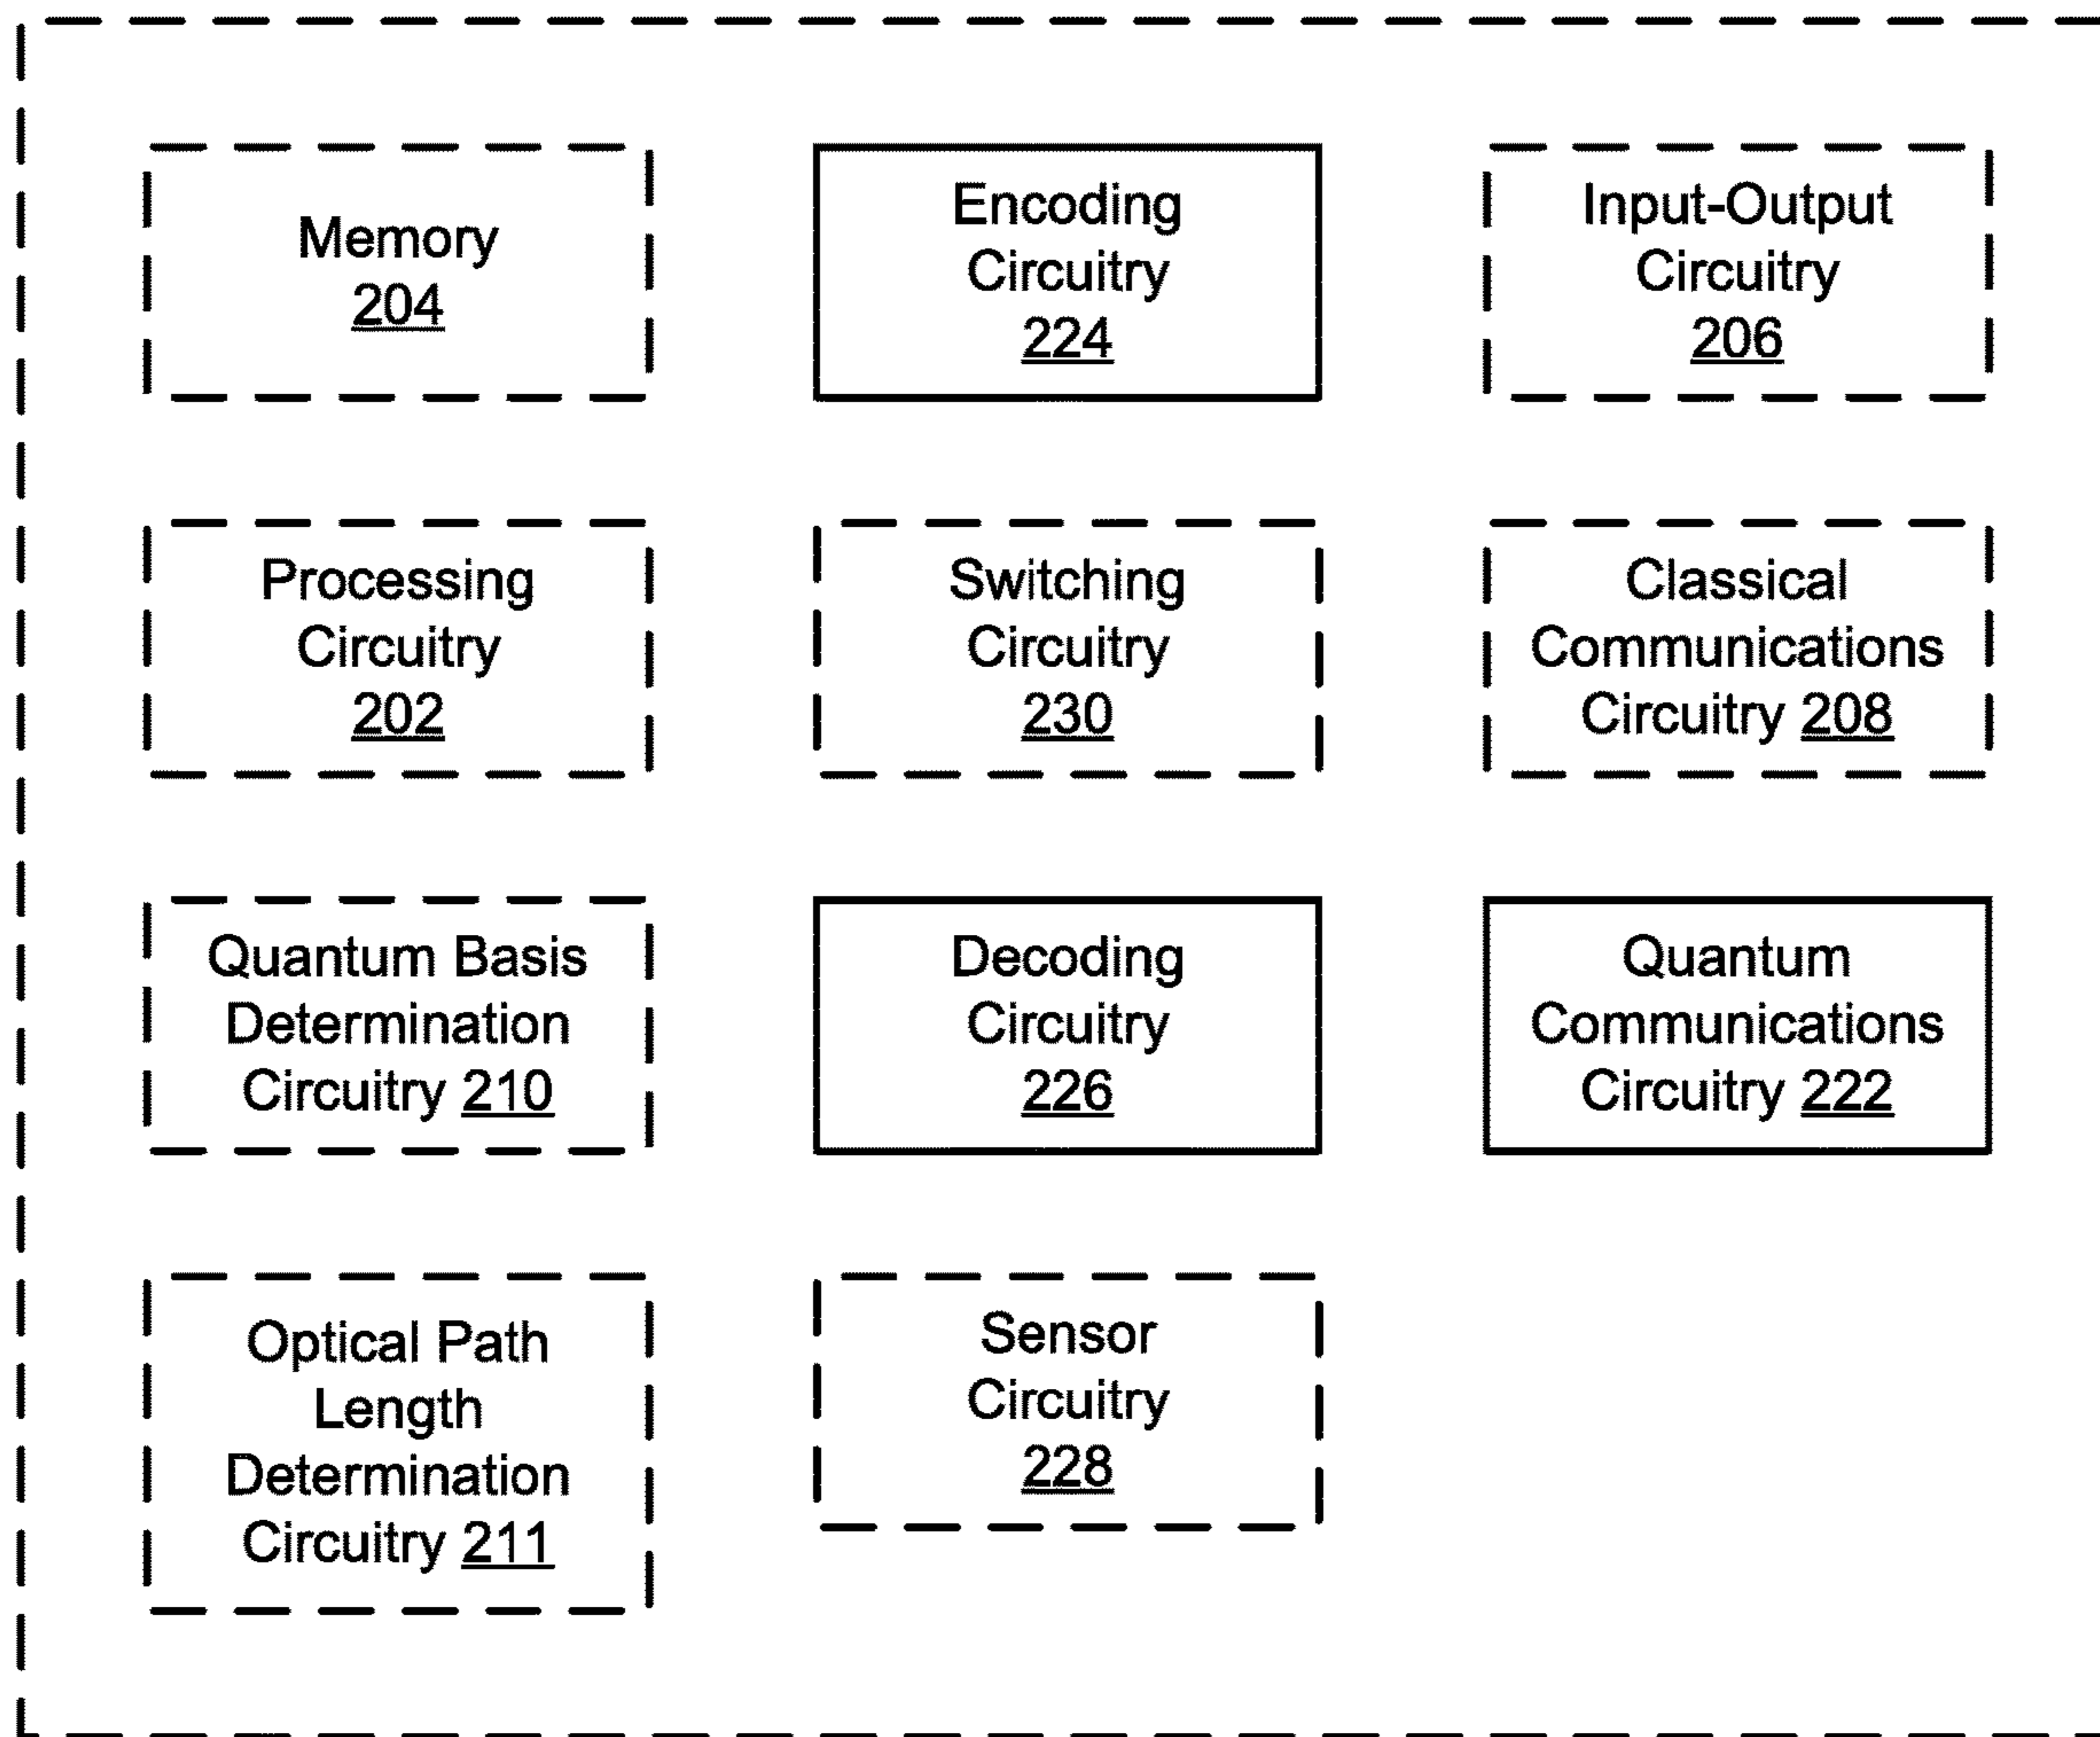 Memory
204
Encoding
Circuitry
224
Input-Output
Circuitry
206
Processing
Circuitry
202
Switching
Circuitry
230
Classical
Communications
Circuitry 208
Quantum Basis
Determination
Circuitry 210
Decoding
Circuitry
226
Quantum
Communications
Circuitry 222
Optical Path
Length
Determination
Circuitry 211
Sensor
Circuitry
228